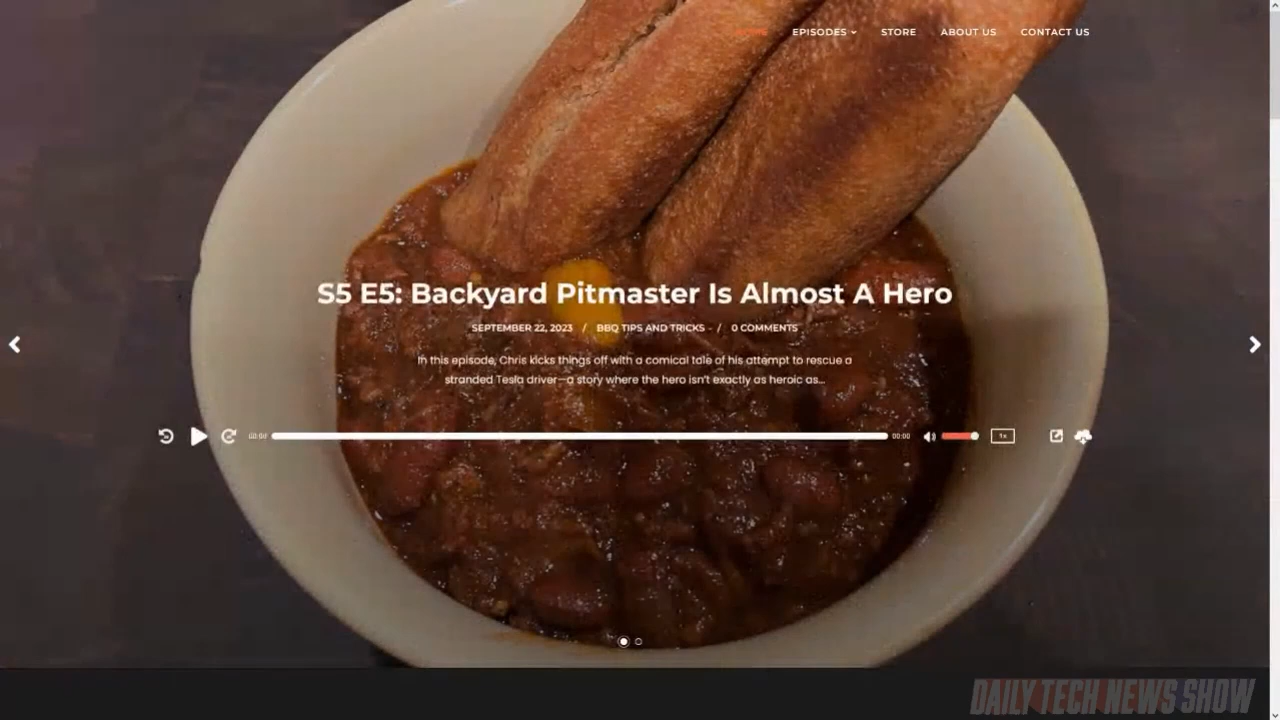 HOME EPISODES STORE ABOUT US CONTACT US
S5 E5: Backyard Pitmaster Is Almost A Hero
SEPTEMBER 22, 2023 / BBQ TIPS AND TRICKS / 0 COMMENTS
In this episode, Chris kicks things off with a comical tale of his attempt to rescue a
stranded Tesla driver—a story where the hero isn't exactly as heroic as...
00:00 00:00 1x
DAILY TECH NEWS SHOW